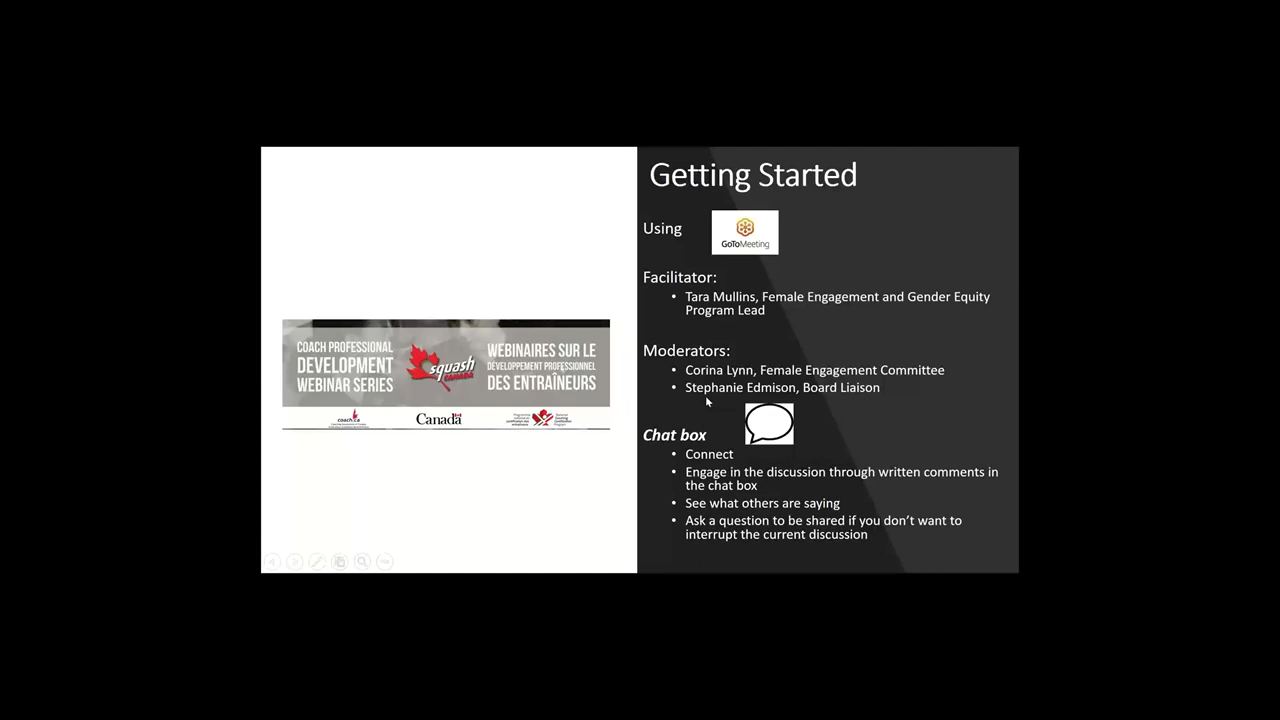 COACH PROFESSIONAL
DEVELOPMENT
WEBINAR SERIES
squash
CANADA
WEBINAIRES SUR LE
DÉVELOPPEMENT PROFESSIONNEL
DES ENTRAÎNEURS
coach.ca
Canada
Getting Started
Using
GoToMeeting
Facilitator:
• Tara Mullins, Female Engagement and Gender Equity
Program Lead
Moderators:
• Corina Lynn, Female Engagement Committee
• Stephanie Edmison, Board Liaison
Chat box
• Connect
• Engage in the discussion through written comments in
the chat box
• See what others are saying
• Ask a question to be shared if you don’t want to
interrupt the current discussion